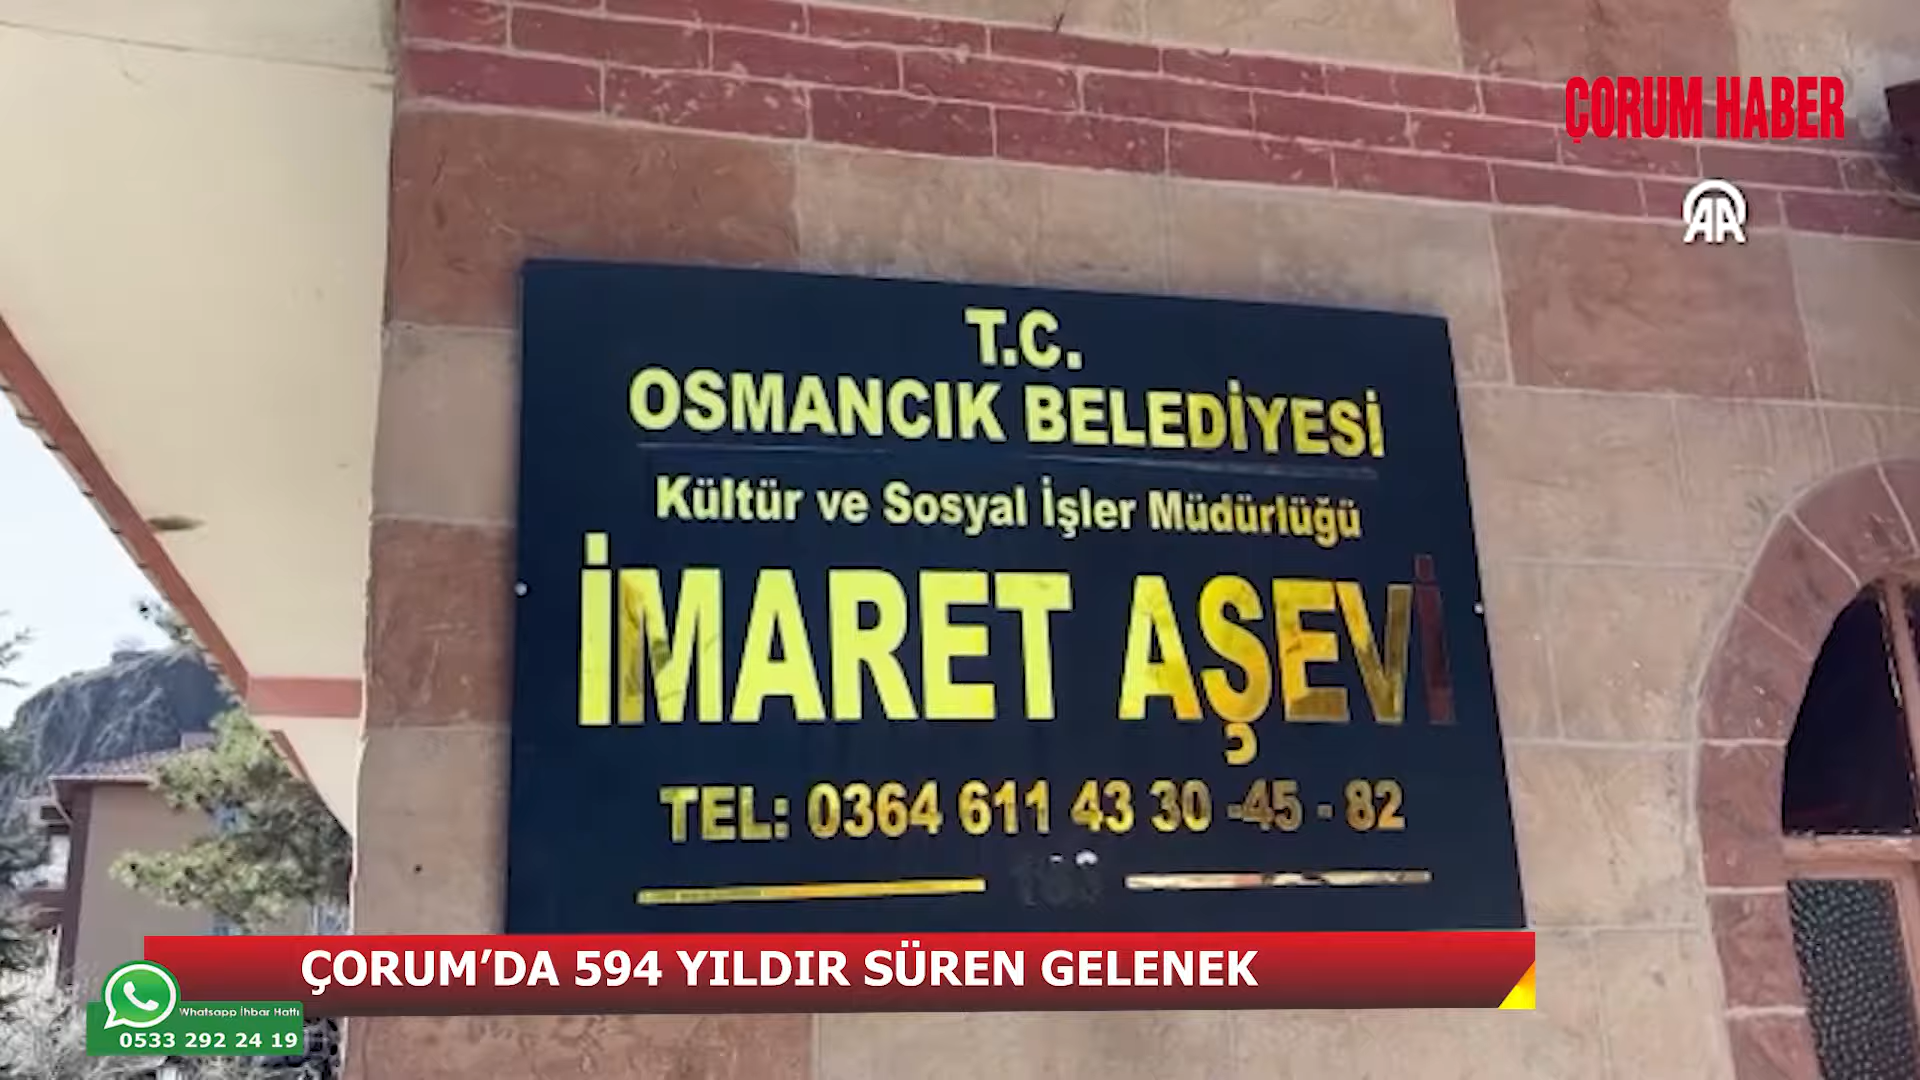 ÇORUM HABER
AA
T.C.
OSMANCIK BELEDİYESİ
Kültür ve Sosyal İşler Müdürlüğü
İMARET AŞEVİ
TEL: 0364 611 43 30 -45 - 82
ÇORUM’DA 594 YILDIR SÜREN GELENEK
Whatsapp İhbar Hattı
0533 292 24 19